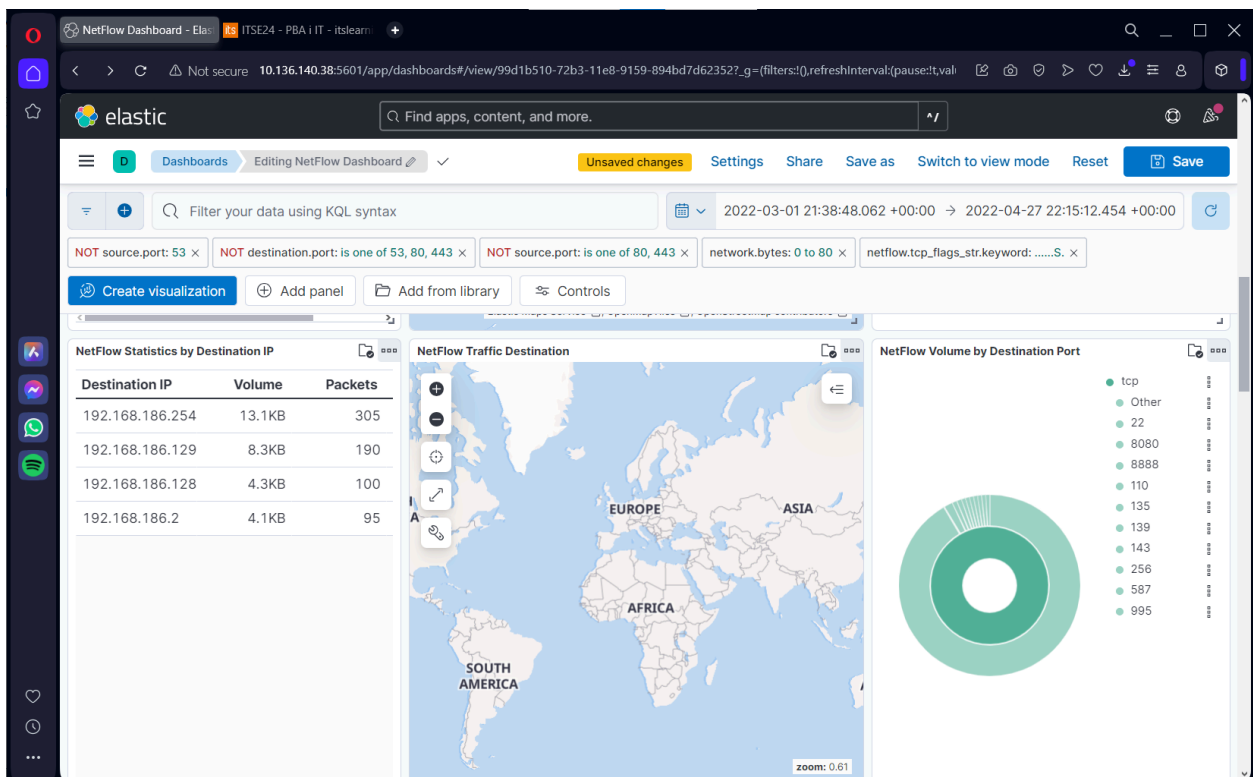 NetFlow Dashboard - Elas
its ITSE24 - PBA i IT - itslearni
Not secure 10.136.140.38:5601/app/dashboards#/view/99d1b510-72b3-11e8-9159-894bd7d62352?_g=(filters:!(),refreshInterval:(pause:!t,val
elastic
Find apps, content, and more.
^/
D
Dashboards
Editing NetFlow Dashboard
Unsaved changes
Settings
Share
Save as
Switch to view mode
Reset
Save
Filter your data using KQL syntax
2022-03-01 21:38:48.062 +00:00 → 2022-04-27 22:15:12.454 +00:00
NOT source.port: 53 ×
NOT destination.port: is one of 53, 80, 443 ×
NOT source.port: is one of 80, 443 ×
network.bytes: 0 to 80 ×
netflow.tcp_flags_str.keyword: ......S. ×
Create visualization
Add panel
Add from library
Controls
NetFlow Statistics by Destination IP
Destination IP Volume Packets
192.168.186.254 13.1KB 305
192.168.186.129 8.3KB 190
192.168.186.128 4.3KB 100
192.168.186.2 4.1KB 95
NetFlow Traffic Destination
EUROPE
ASIA
AFRICA
SOUTH
AMERICA
zoom: 0.61
NetFlow Volume by Destination Port
tcp
Other
22
8080
8888
110
135
139
143
256
587
995